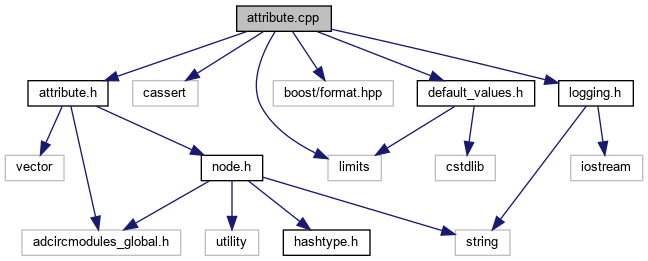 attribute.cpp
attribute.h
cassert
boost/format.hpp
default_values.h
logging.h
vector
node.h
limits
cstdlib
iostream
adcircmodules_global.h
utility
hashtype.h
string